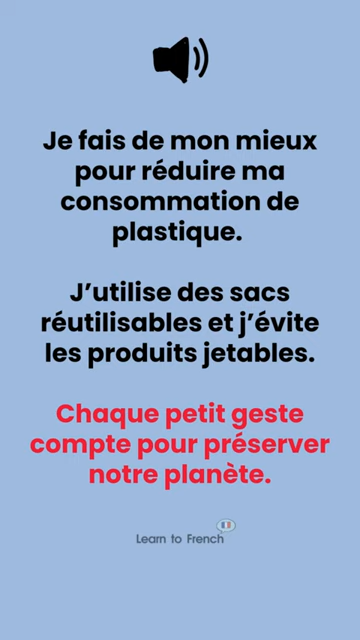 Je fais de mon mieux
pour réduire ma
consommation de
plastique.
J’utilise des sacs
réutilisables et j’évite
les produits jetables.
Chaque petit geste
compte pour préserver
notre planète.
Learn to French